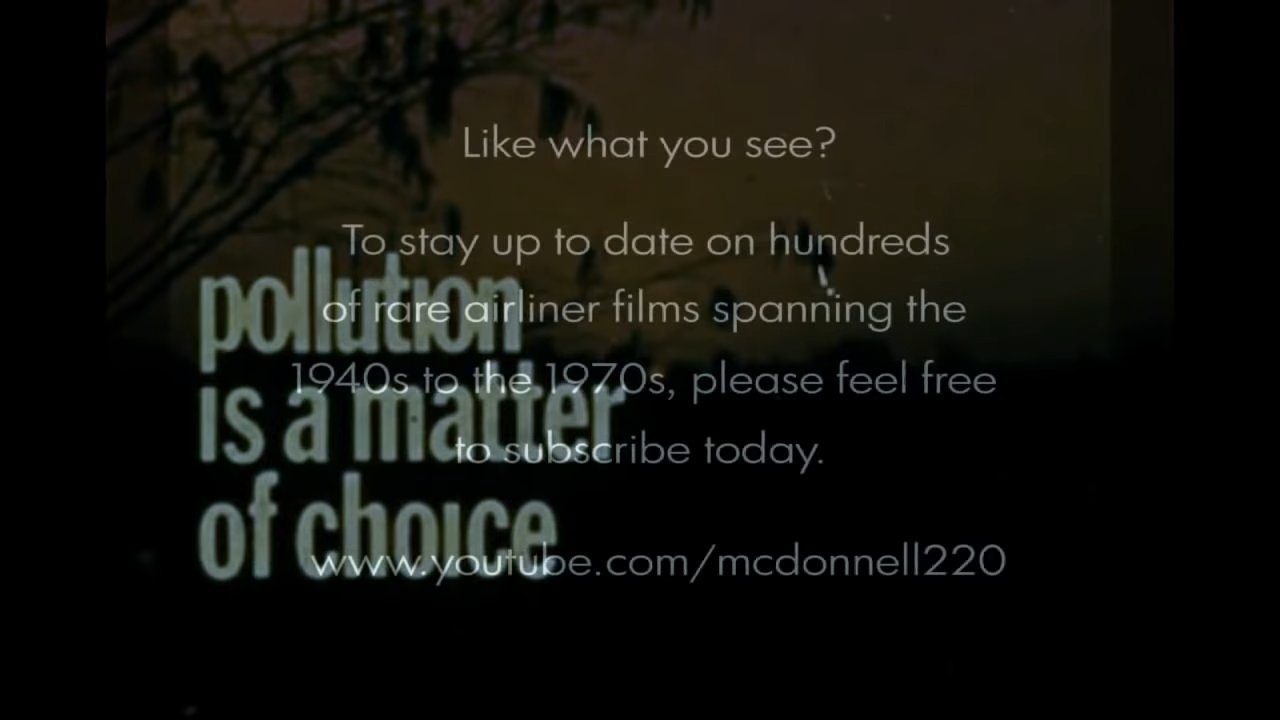 Like what you see?
To stay up to date on hundreds
of rare airliner films spanning the
1940s to the 1970s, please feel free
to subscribe today.
www.youtube.com/mcdonnell220
pollution
is a matter
of choice